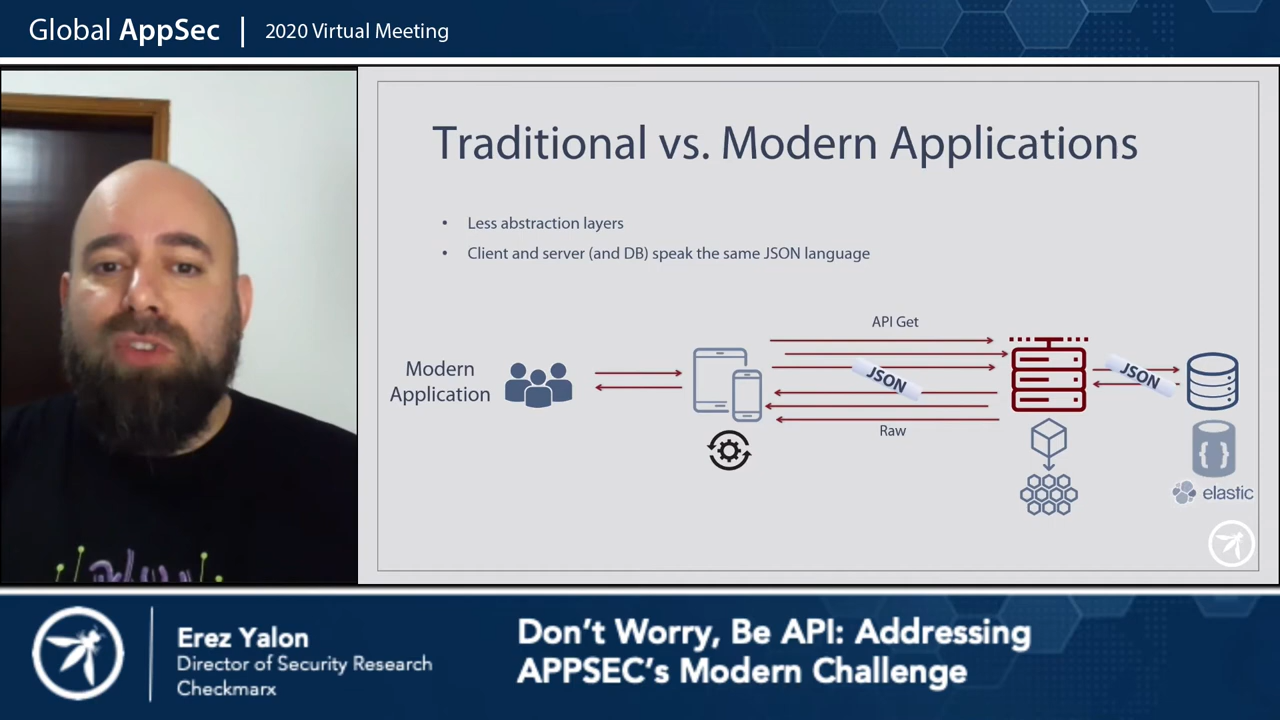 Global AppSec | 2020 Virtual Meeting
Traditional vs. Modern Applications
• Less abstraction layers
• Client and server (and DB) speak the same JSON language
API Get
Modern
Application
JSON
JSON
Raw
{ }
elastic
Erez Yalon
Director of Security Research
Checkmarx
Don't Worry, Be API: Addressing
APPSEC's Modern Challenge